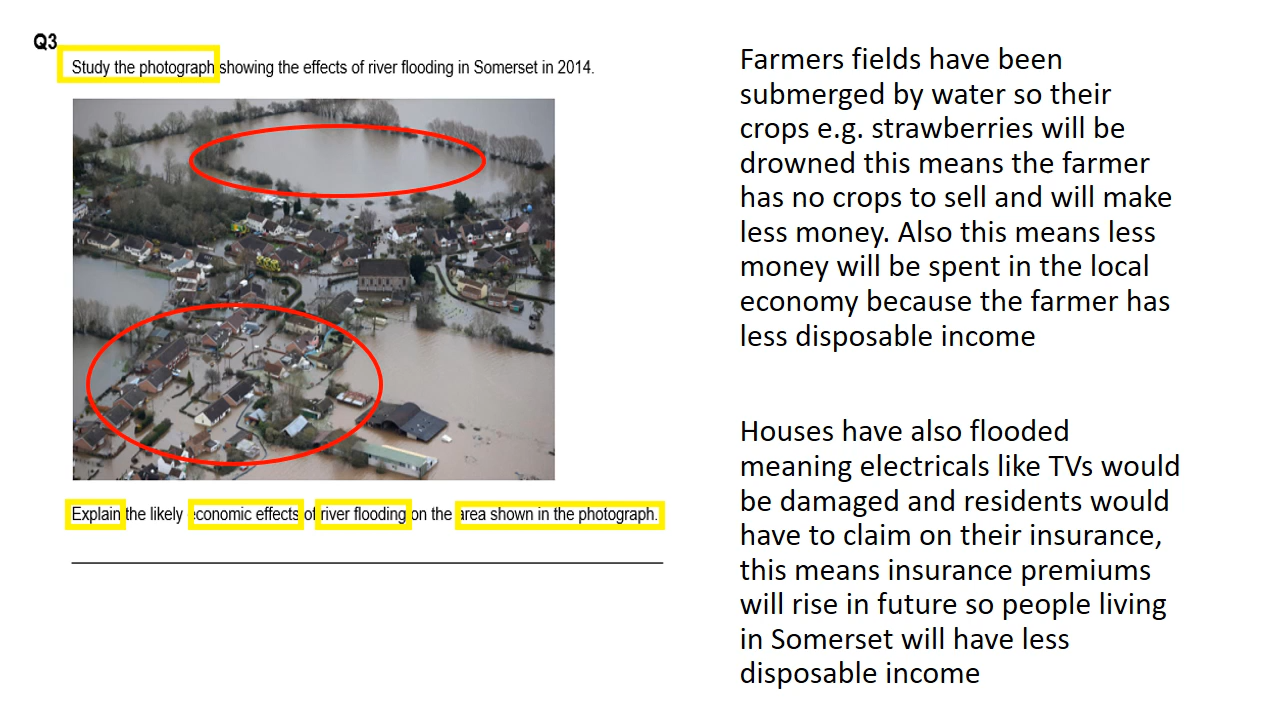 Q3
Study the photograph showing the effects of river flooding in Somerset in 2014.
Explain the likely economic effects of river flooding on the area shown in the photograph.
Farmers fields have been
submerged by water so their
crops e.g. strawberries will be
drowned this means the farmer
has no crops to sell and will make
less money. Also this means less
money will be spent in the local
economy because the farmer has
less disposable income
Houses have also flooded
meaning electricals like TVs would
be damaged and residents would
have to claim on their insurance,
this means insurance premiums
will rise in future so people living
in Somerset will have less
disposable income